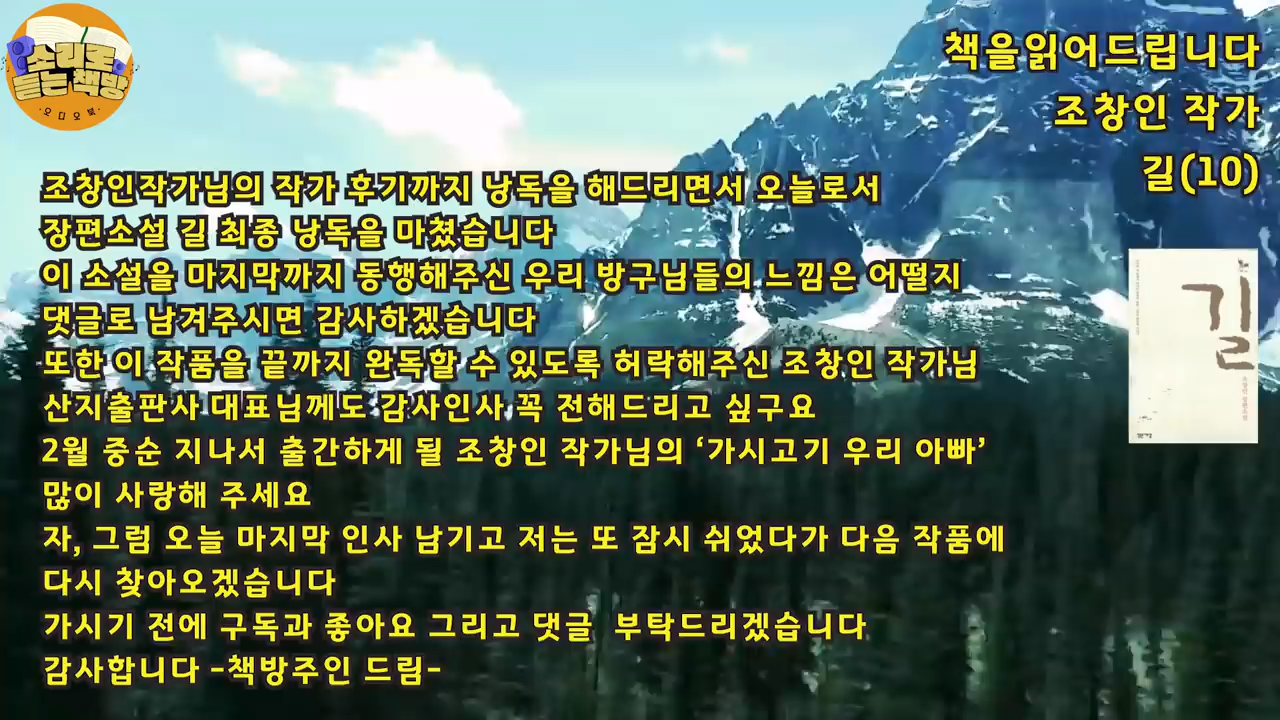 소리로
듣는책방
·오디오북·
책을읽어드립니다
조창인 작가
길(10)
조창인작가님의 작가 후기까지 낭독을 해드리면서 오늘로서
장편소설 길 최종 낭독을 마쳤습니다
이 소설을 마지막까지 동행해주신 우리 방구님들의 느낌은 어떨지
댓글로 남겨주시면 감사하겠습니다
또한 이 작품을 끝까지 완독할 수 있도록 허락해주신 조창인 작가님
산지출판사 대표님께도 감사인사 꼭 전해드리고 싶구요
2월 중순 지나서 출간하게 될 조창인 작가님의 ‘가시고기 우리 아빠’
많이 사랑해 주세요
자, 그럼 오늘 마지막 인사 남기고 저는 또 잠시 쉬었다가 다음 작품에
다시 찾아오겠습니다
가시기 전에 구독과 좋아요 그리고 댓글  부탁드리겠습니다
감사합니다 -책방주인 드림-
길